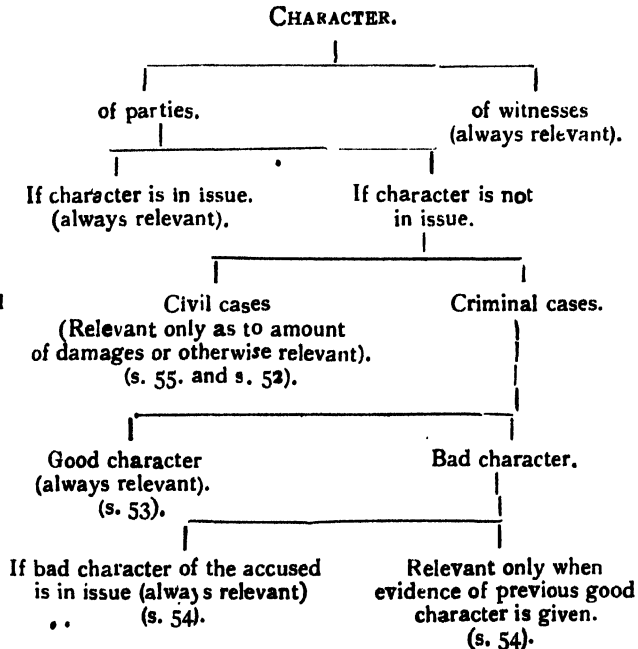 CHARACTER.
of parties.
of witnesses
(always relevant).
If character is in issue.
(always relevant).
If character is not
in issue.
Civil cases
(Relevant only as to amount
of damages or otherwise relevant).
(s. 55. and s. 52).
Criminal cases.
Good character
(always relevant).
(s. 53).
Bad character.
If bad character of the accused
is in issue (always relevant)
(s. 54).
Relevant only when
evidence of previous good
character is given.
(s. 54).